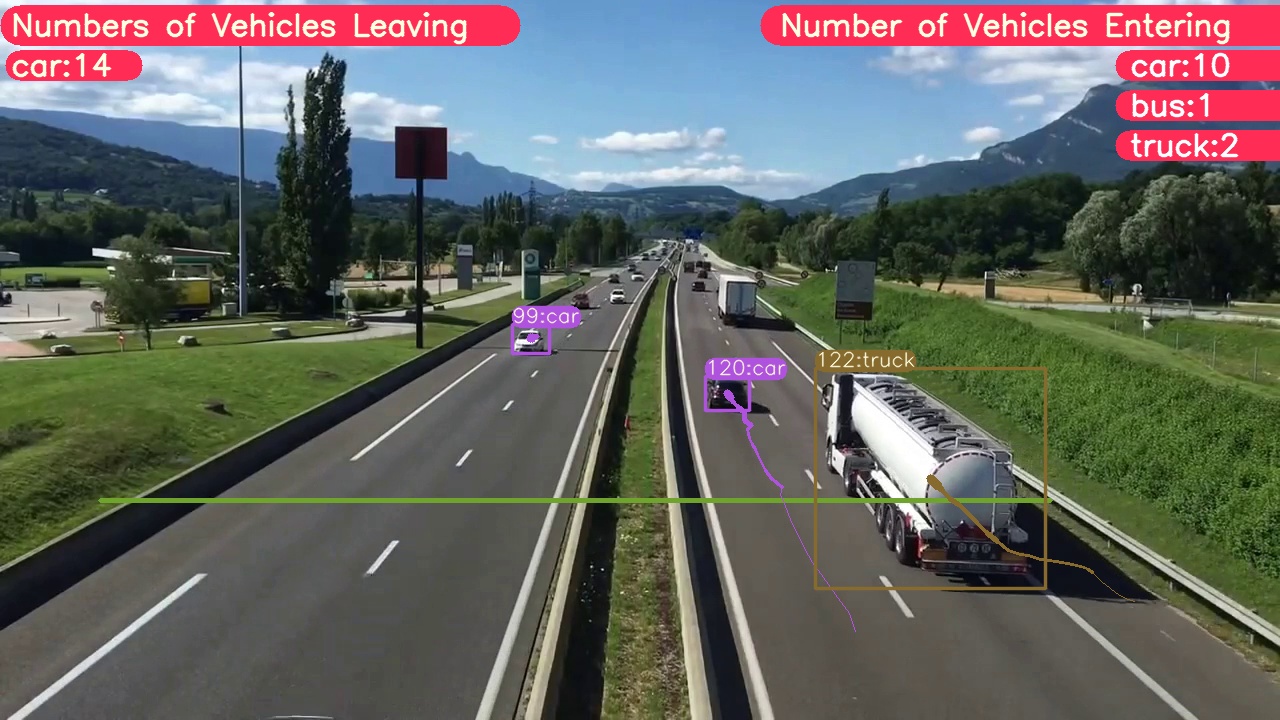 Numbers of Vehicles Leaving
Number of Vehicles Entering
car:14
car:10
bus:1
truck:2
99:car
120:car
122:truck